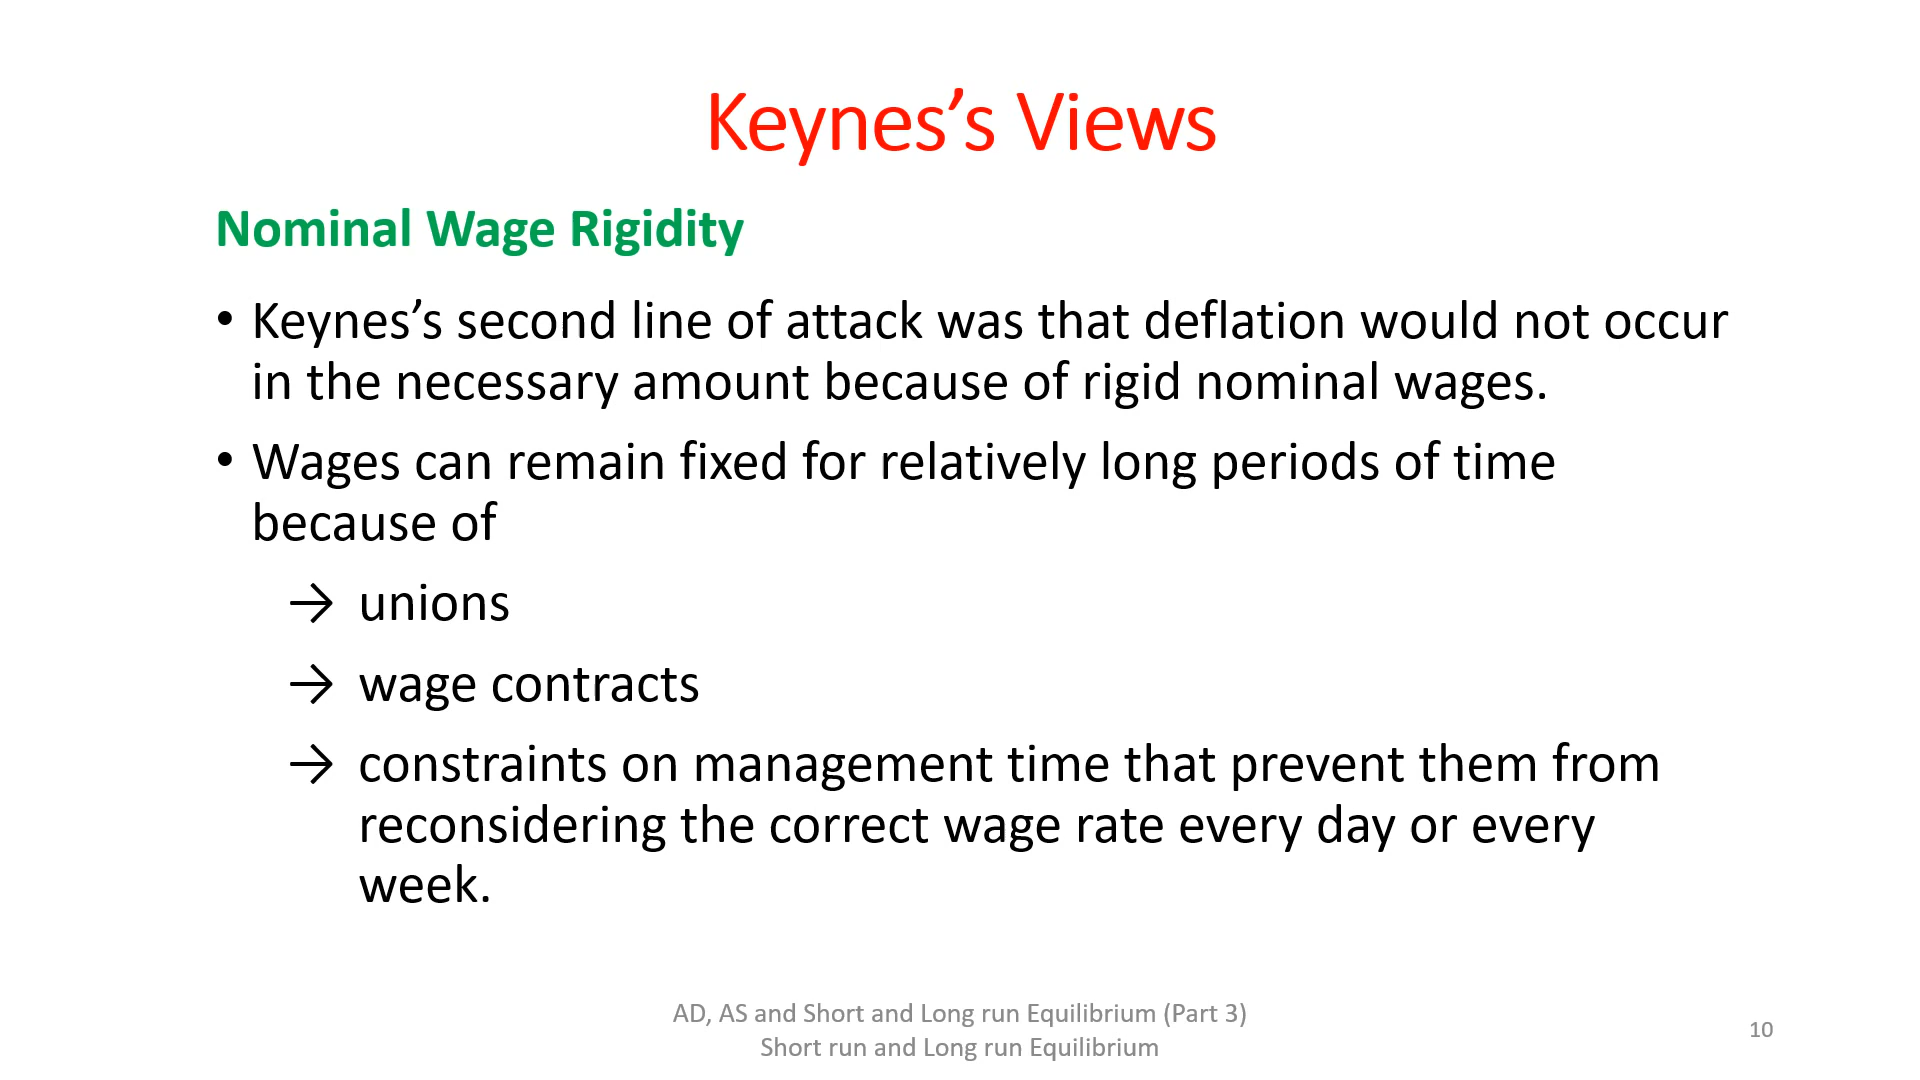 Keynes’s Views
Nominal Wage Rigidity
• Keynes’s second line of attack was that deflation would not occur
in the necessary amount because of rigid nominal wages.
• Wages can remain fixed for relatively long periods of time
because of
→ unions
→ wage contracts
→ constraints on management time that prevent them from
reconsidering the correct wage rate every day or every
week.
AD, AS and Short and Long run Equilibrium (Part 3)
Short run and Long run Equilibrium
10